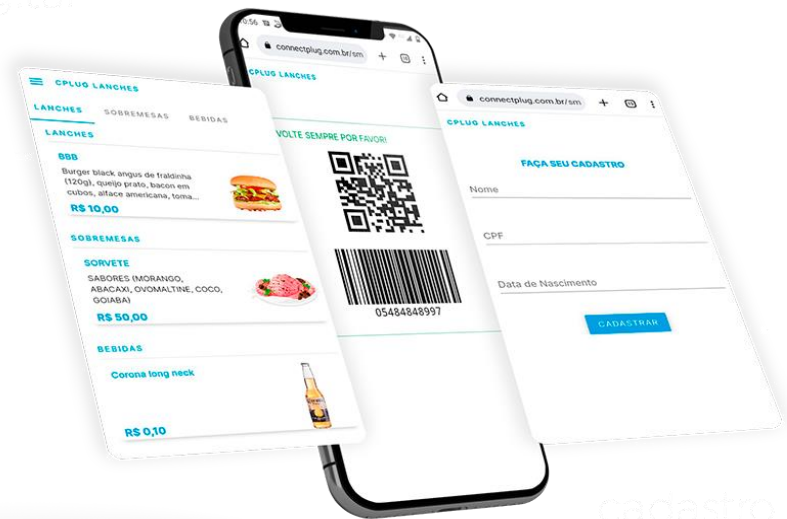 CPLUG LANCHES
LANCHES SOBREMESAS BEBIDAS
LANCHES
BBB
Burger black angus de fraldinha
(120g), queijo prato, bacon em
cubos, alface americana, toma...
R$ 10,00
SOBREMESAS
SORVETE
SABORES (MORANGO,
ABACAXI, OVOMALTINE, COCO,
GOIABA)
R$ 50,00
BEBIDAS
Corona long neck
R$ 0,10
connectplug.com.br/sm
CPLUG LANCHES
VOLTE SEMPRE POR FAVOR!
05484848997
connectplug.com.br/sm
CPLUG LANCHES
FAÇA SEU CADASTRO
Nome
CPF
Data de Nascimento
CADASTRAR
cadastro